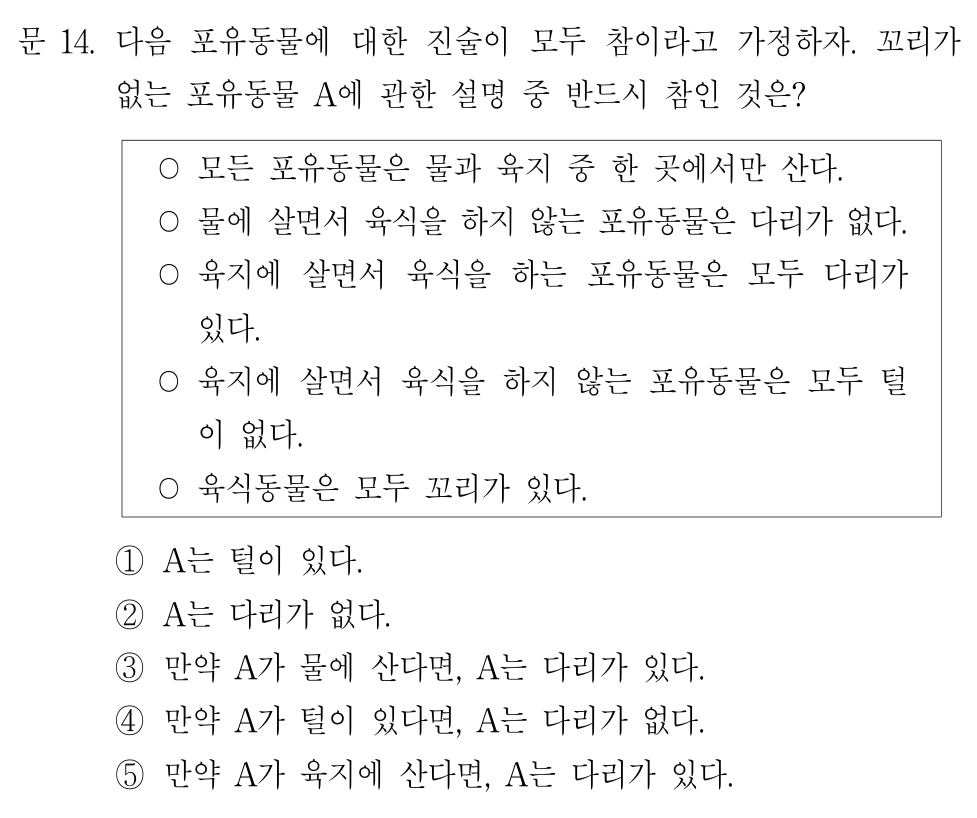 문 14. 다음 포유동물에 대한 진술이 모두 참이라고 가정하자. 꼬리가
없는 포유동물 A에 관한 설명 중 반드시 참인 것은?
○ 모든 포유동물은 물과 육지 중 한 곳에서만 산다.
○ 물에 살면서 육식을 하지 않는 포유동물은 다리가 없다.
○ 육지에 살면서 육식을 하는 포유동물은 모두 다리가
있다.
○ 육지에 살면서 육식을 하지 않는 포유동물은 모두 털
이 없다.
○ 육식동물은 모두 꼬리가 있다.
① A는 털이 있다.
② A는 다리가 없다.
③ 만약 A가 물에 산다면, A는 다리가 있다.
④ 만약 A가 털이 있다면, A는 다리가 없다.
⑤ 만약 A가 육지에 산다면, A는 다리가 있다.